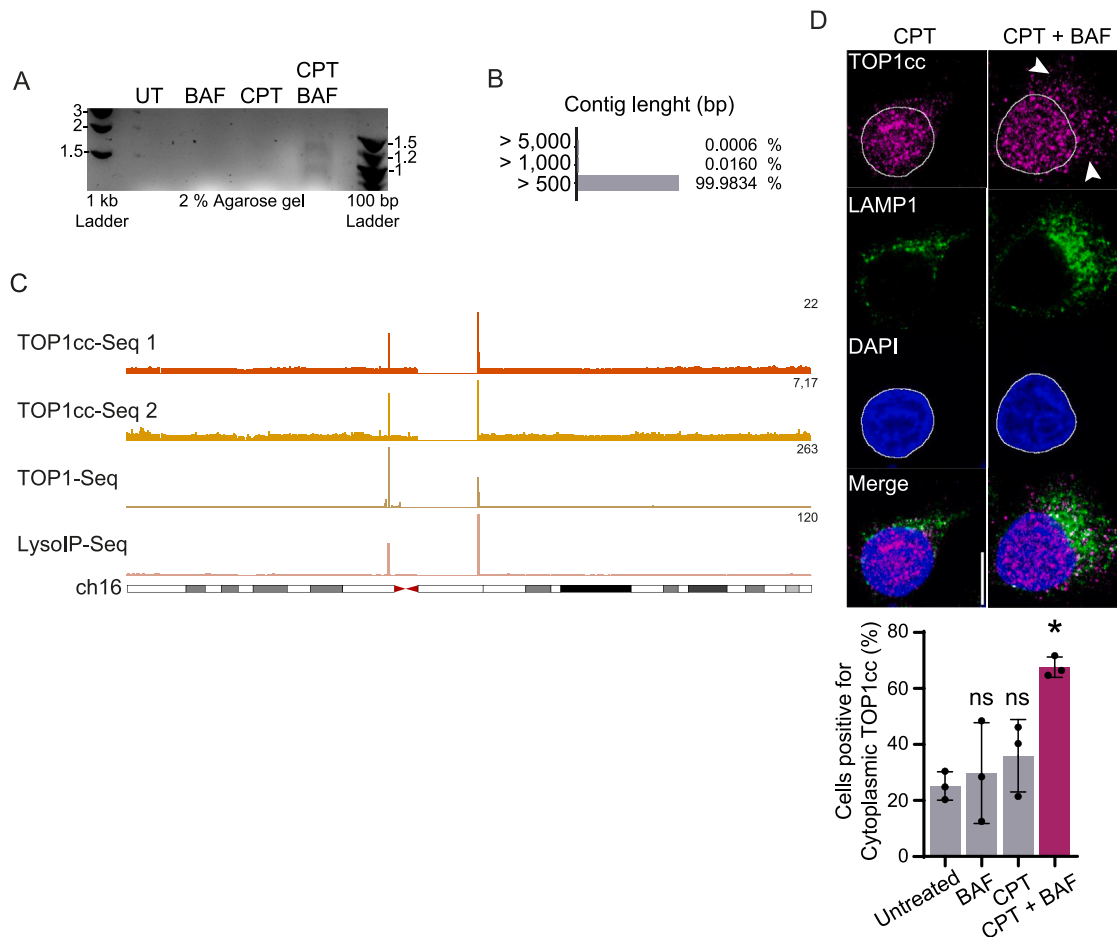 A
UT BAF CPT CPT BAF
3
2
1.5
1.5
1.2
1
1 kb Ladder
2 % Agarose gel
100 bp Ladder
B
Contig lenght (bp)
> 5,000 0.0006 %
> 1,000 0.0160 %
> 500 99.9834 %
C
22
TOP1cc-Seq 1
7,17
TOP1cc-Seq 2
263
TOP1-Seq
120
LysoIP-Seq
ch16
D
CPT CPT + BAF
TOP1cc
LAMP1
DAPI
Merge
Cells positive for
Cytoplasmic TOP1cc (%)
80
60
40
20
0
ns
ns
*
Untreated
BAF
CPT
CPT + BAF